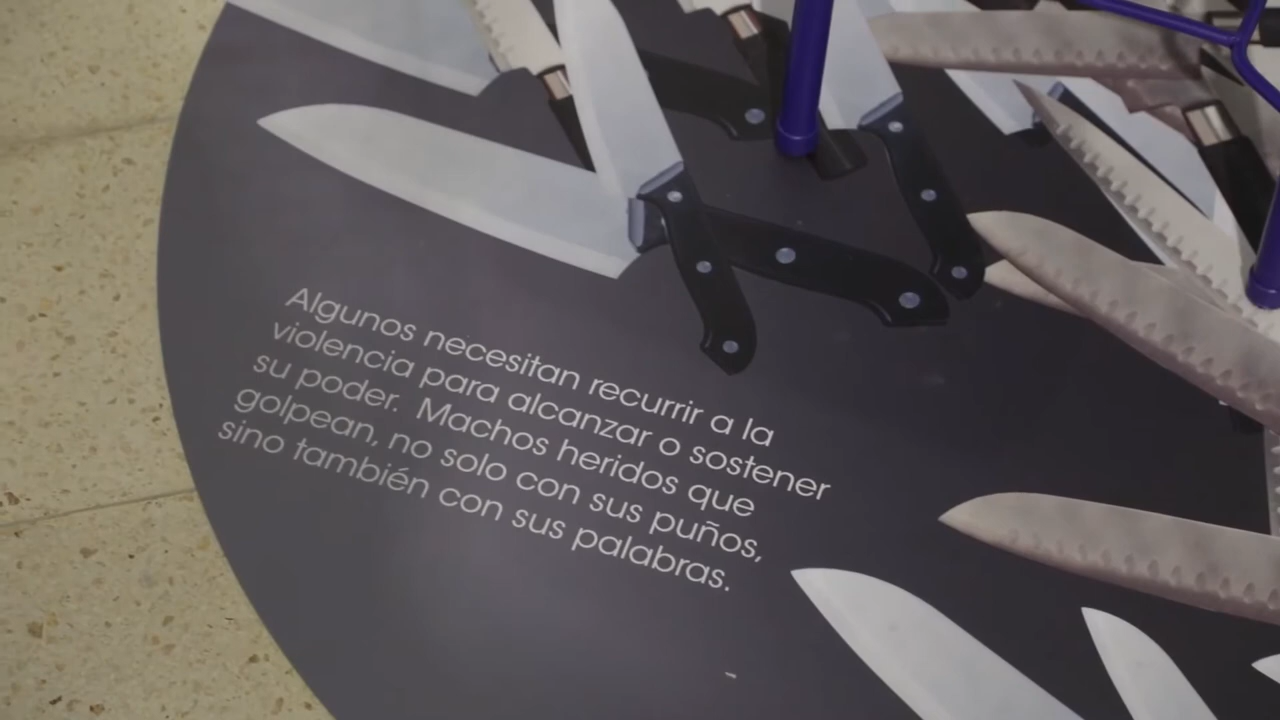 Algunos necesitan recurrir a la
violencia para alcanzar o sostener
su poder. Machos heridos que
golpean, no solo con sus puños,
sino también con sus palabras.